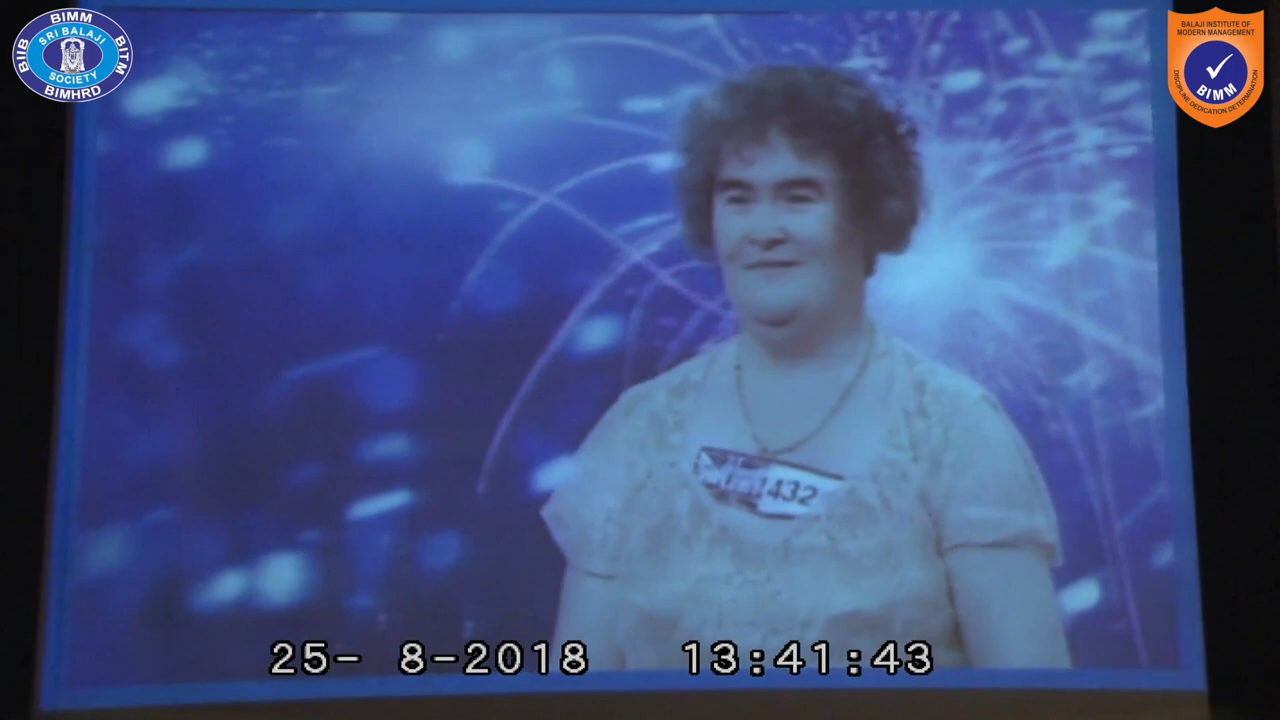 BIMM
BIIB
SRI BALAJI
SOCIETY
BITM
BIMHRD
BALAJI INSTITUTE OF
MODERN MANAGEMENT
BIMM
DISCIPLINE DEDICATION DETERMINATION
1432
25- 8-2018 13:41:43